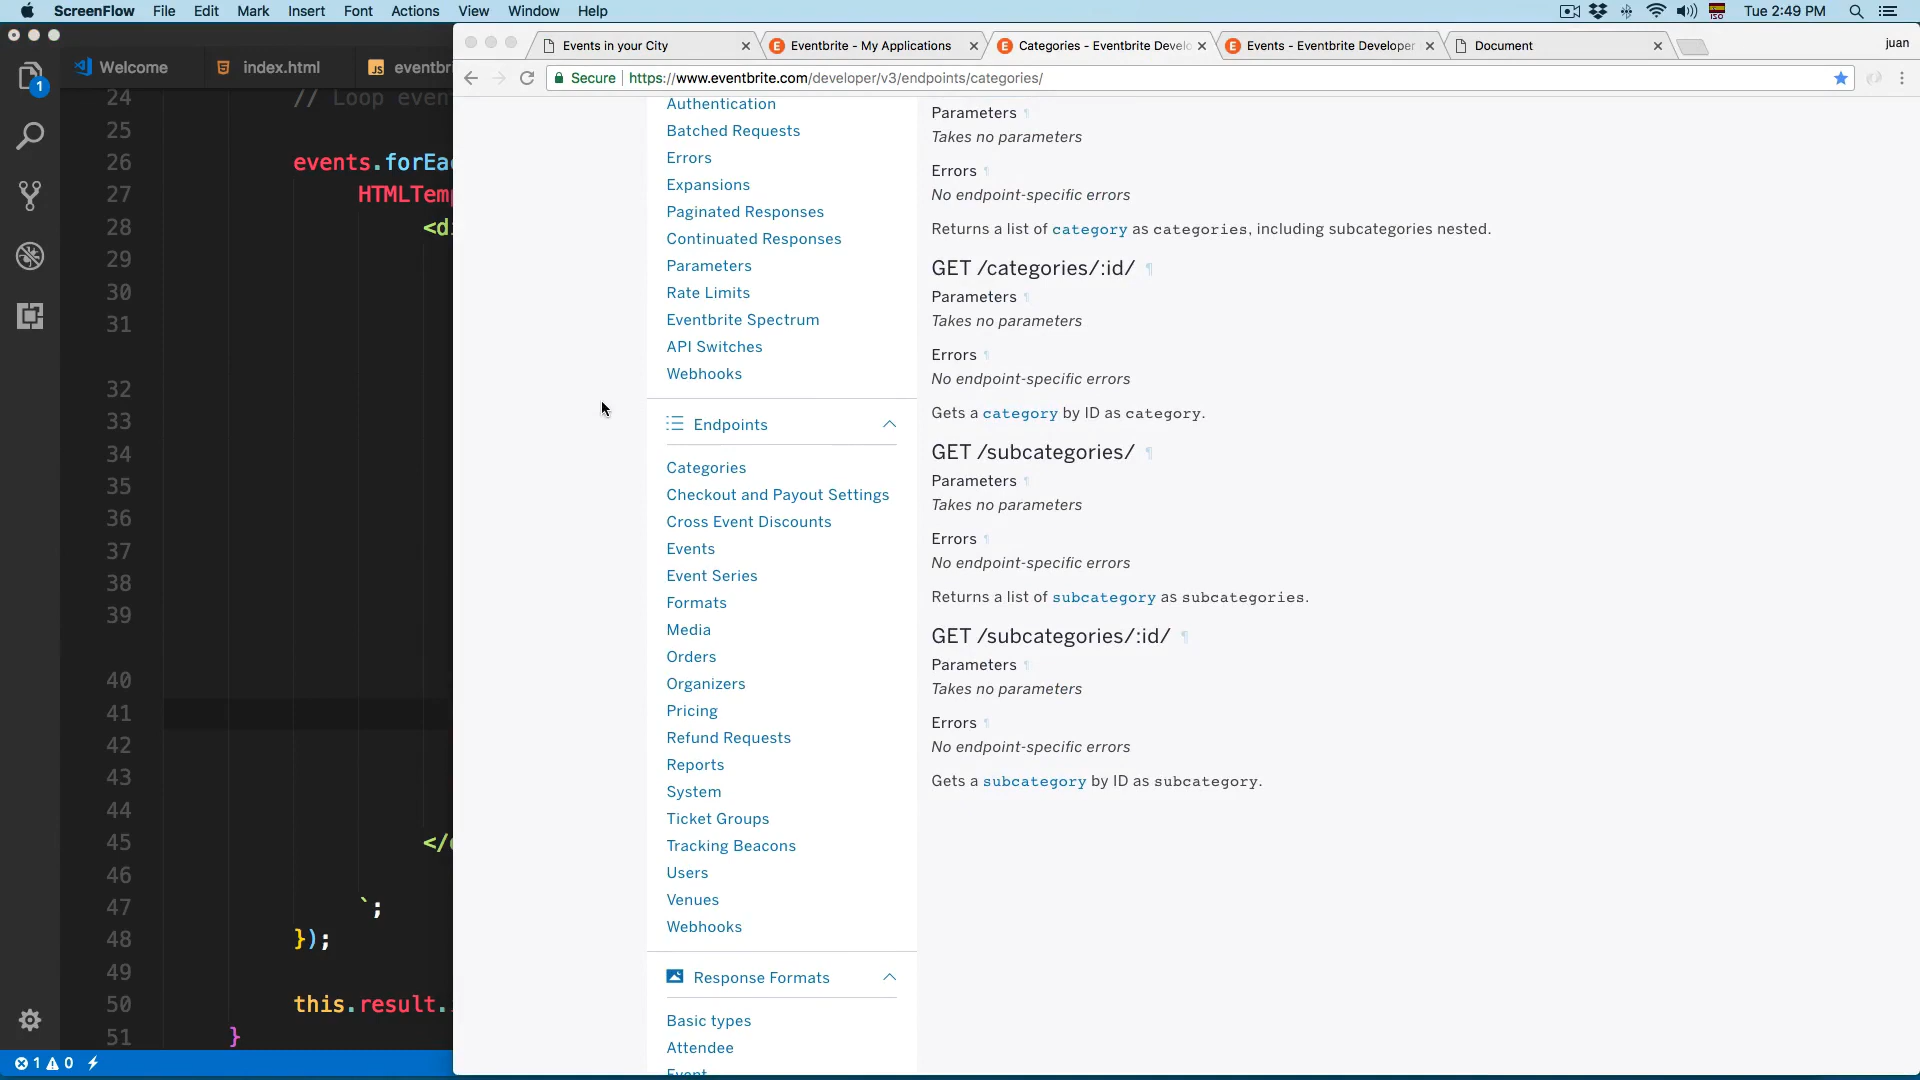 ScreenFlow File Edit Mark Insert Font Actions View Window Help
ISO Tue 2:49 PM
Welcome index.html eventbr
Events in your City Eventbrite - My Applications Categories - Eventbrite Develo Events - Eventbrite Developer Document juan
Secure https://www.eventbrite.com/developer/v3/endpoints/categories/
1
24 // Loop even
25
26 events.forEa
27 HTMLTemp
28 <di
29
30
31
32
33
34
35
36
37
38
39
40
41
42
43
44
45 </
46
47 `;
48 });
49
50 this.result.
51 }
1 0
Authentication
Batched Requests
Errors
Expansions
Paginated Responses
Continuated Responses
Parameters
Rate Limits
Eventbrite Spectrum
API Switches
Webhooks
Endpoints
Categories
Checkout and Payout Settings
Cross Event Discounts
Events
Event Series
Formats
Media
Orders
Organizers
Pricing
Refund Requests
Reports
System
Ticket Groups
Tracking Beacons
Users
Venues
Webhooks
Response Formats
Basic types
Attendee
Event
Parameters ¶
Takes no parameters
Errors ¶
No endpoint-specific errors
Returns a list of category as categories, including subcategories nested.
GET /categories/:id/ ¶
Parameters ¶
Takes no parameters
Errors ¶
No endpoint-specific errors
Gets a category by ID as category.
GET /subcategories/ ¶
Parameters ¶
Takes no parameters
Errors ¶
No endpoint-specific errors
Returns a list of subcategory as subcategories.
GET /subcategories/:id/ ¶
Parameters ¶
Takes no parameters
Errors ¶
No endpoint-specific errors
Gets a subcategory by ID as subcategory.